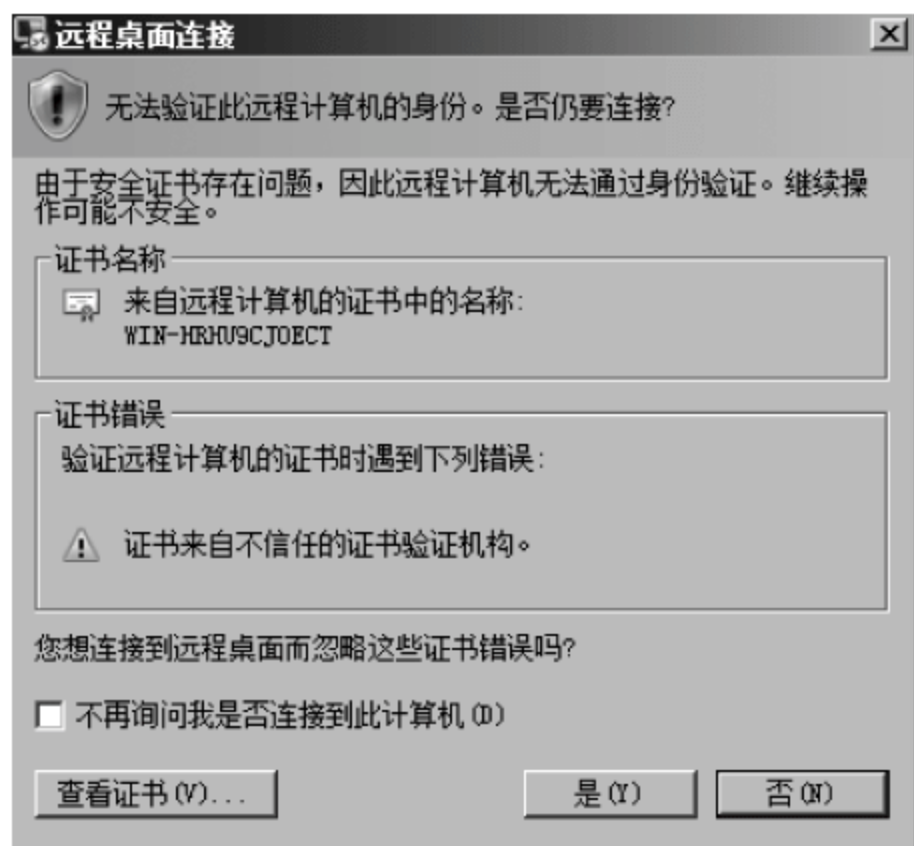 远程桌面连接
无法验证此远程计算机的身份。是否仍要连接?
由于安全证书存在问题，因此远程计算机无法通过身份验证。继续操
作可能不安全。
证书名称
来自远程计算机的证书中的名称:
WIN-HRHU9CJOECT
证书错误
验证远程计算机的证书时遇到下列错误:
证书来自不信任的证书验证机构。
您想连接到远程桌面而忽略这些证书错误吗?
不再询问我是否连接到此计算机(D)
查看证书(V)... 是(Y) 否(N)